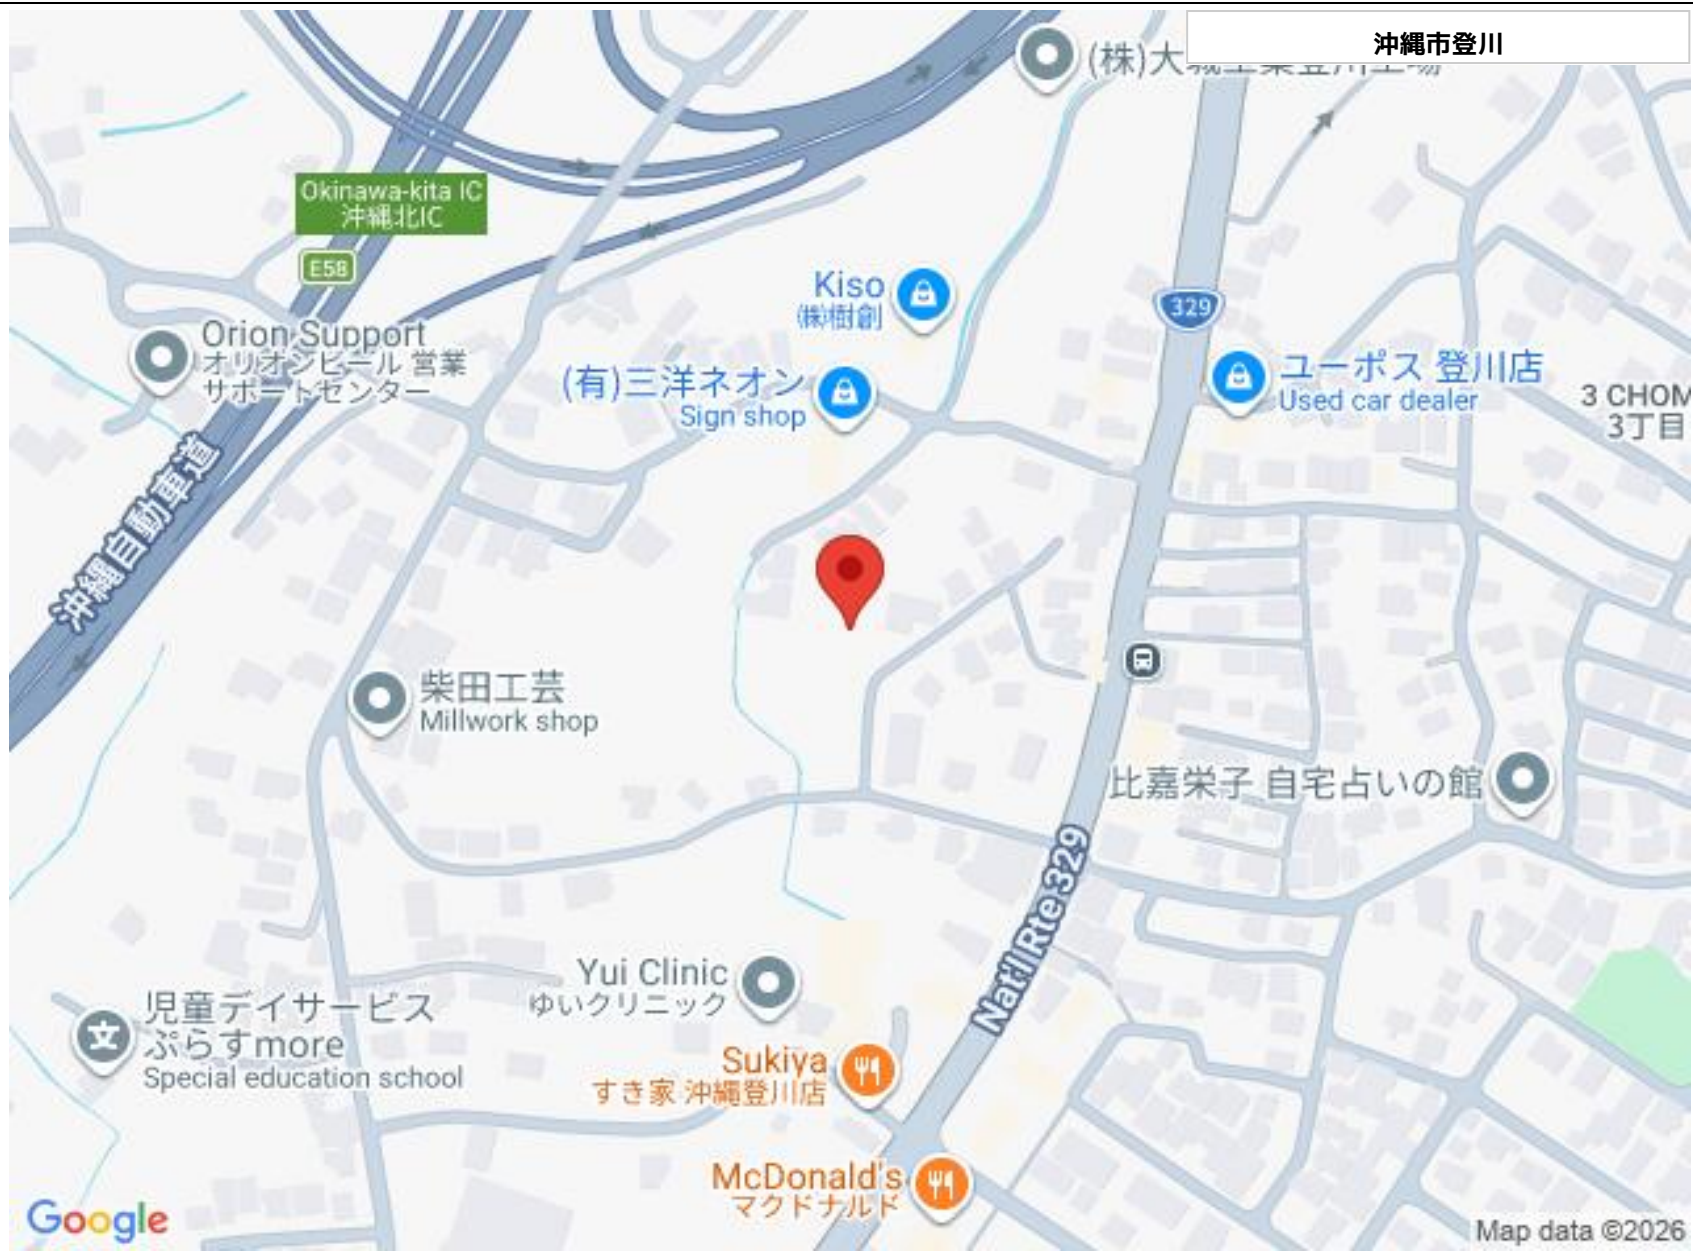 沖縄市登川
(株)大城工業登川工場
Okinawa-kita IC
沖縄北IC
E58
Kiso
㈱樹創
329
Orion Support
オリオンビール 営業
サポートセンター
(有)三洋ネオン
Sign shop
ユーポス 登川店
Used car dealer
3 CHOM
3丁目
沖縄自動車道
柴田工芸
Millwork shop
比嘉栄子 自宅占いの館
Nat'l Rte 329
Yui Clinic
ゆいクリニック
児童デイサービス
ぷらすmore
Special education school
Sukiya
すき家 沖縄登川店
McDonald's
マクドナルド
Google
Map data ©2026